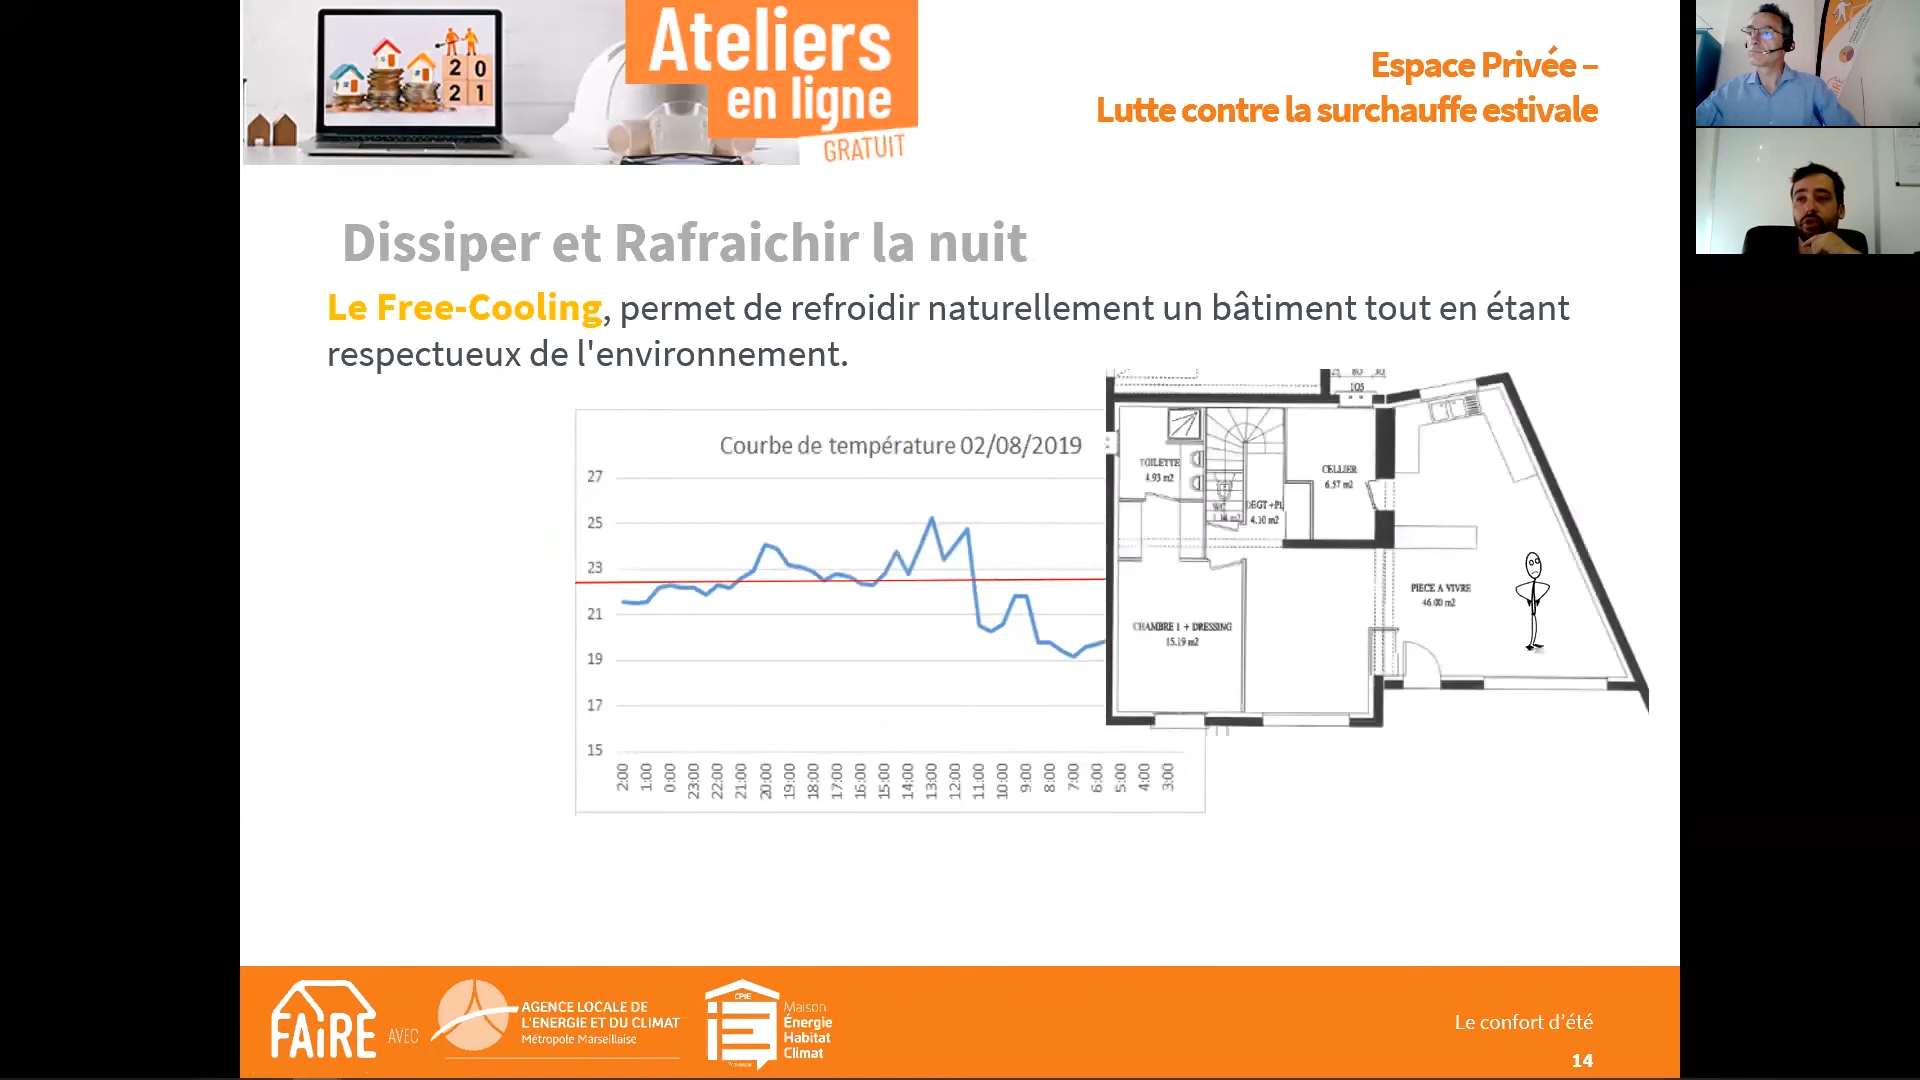 20
21
Ateliers
en ligne
GRATUIT
Espace Privée –
Lutte contre la surchauffe estivale
Dissiper et Rafraichir la nuit
Le Free-Cooling, permet de refroidir naturellement un bâtiment tout en étant
respectueux de l'environnement.
Courbe de température 02/08/2019
27
25
23
21
19
17
15
2:00 1:00 0:00 23:00 22:00 21:00 20:00 19:00 18:00 17:00 16:00 15:00 14:00 13:00 12:00 11:00 10:00 9:00 8:00 7:00 6:00 5:00 4:00 3:00
80
105
TOILETTE
4.93 m2
WC
DEGT +PL
4.10 m2
CELLIER
6.57 m2
PIECE A VIVRE
46.00 m2
CHAMBRE 1 + DRESSING
15.19 m2
FAiRE
AVEC
AGENCE LOCALE DE
L'ENERGIE ET DU CLIMAT
Métropole Marseillaise
CPIE
Maison
Énergie
Habitat
Climat
Provence
Le confort d'été
14